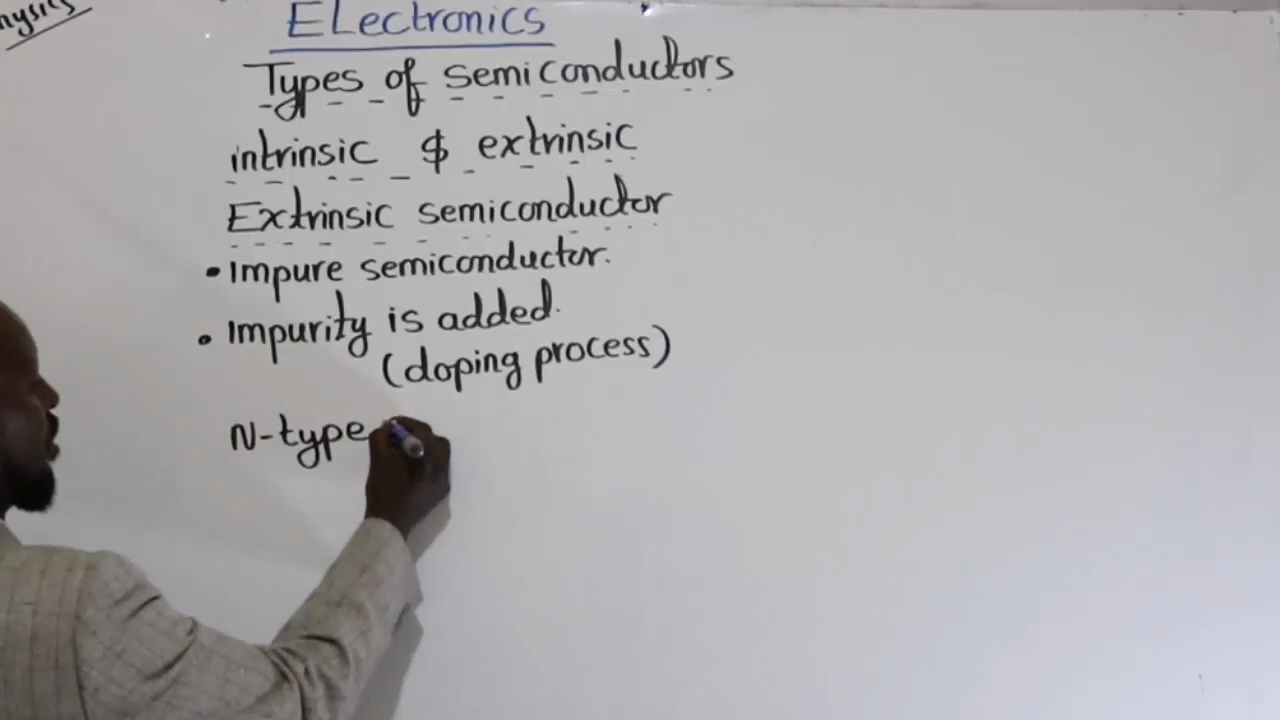 ELectronics
Types of semiconductors
intrinsic & extrinsic
Extrinsic semiconductor
• Impure semiconductor.
• Impurity is added.
(doping process)
N-type